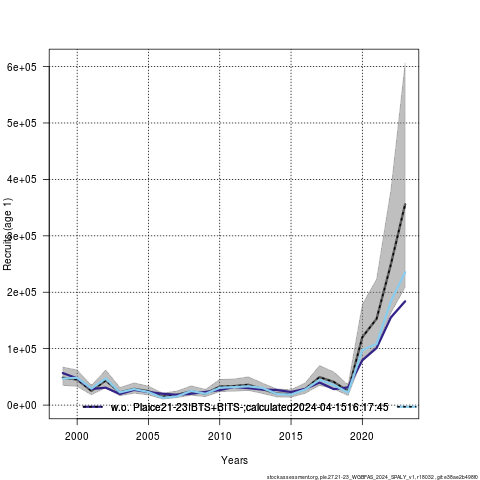 6e+05
5e+05
4e+05
3e+05
2e+05
1e+05
0e+00
Recruits (age 1)
w.o. Plaice21-23IBTS+BITS-;calculated2024-04-1516:17:45
2000
2005
2010
2015
2020
Years
stockassessment.org, ple.27.21-23_WGBFAS_2024_SPALY_v1, r18032